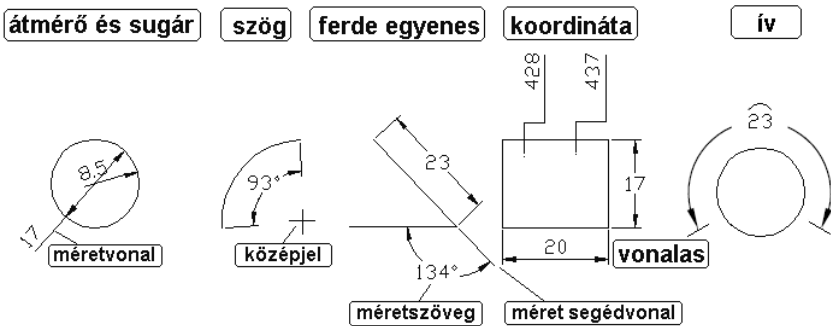 átmérő és sugár
szög
ferde egyenes
koordináta
ív
428
437
23
8.5
93°
23
17
17
20
134°
méretvonal
középjel
vonalas
méretszöveg
méret segédvonal